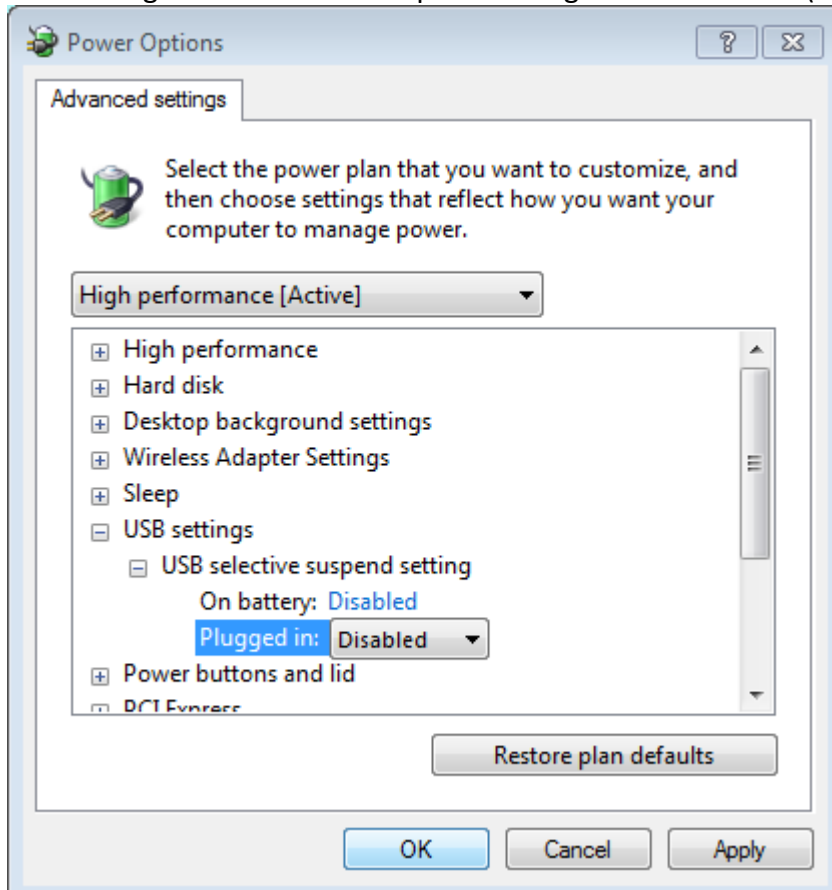 Power Options
Advanced settings
Select the power plan that you want to customize, and
then choose settings that reflect how you want your
computer to manage power.
High performance [Active]
High performance
Hard disk
Desktop background settings
Wireless Adapter Settings
Sleep
USB settings
USB selective suspend setting
On battery: Disabled
Plugged in: Disabled
Power buttons and lid
PCI Express
Restore plan defaults
OK Cancel Apply